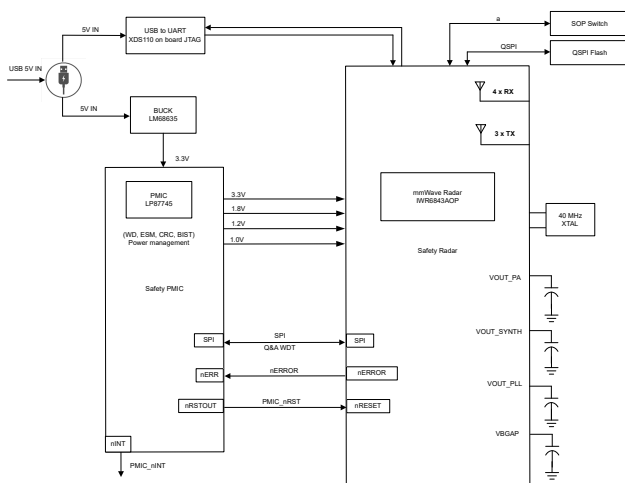 5V IN
USB to UART
XDS110 on board JTAG
a
SOP Switch
QSPI
QSPI Flash
USB 5V IN
5V IN
BUCK
LM68635
4 x RX
3 x TX
3.3V
PMIC
LP87745
(WD, ESM, CRC, BIST)
Power management
Safety PMIC
3.3V
1.8V
1.2V
1.0V
mmWave Radar
IWR6843AOP
Safety Radar
40 MHz
XTAL
VOUT_PA
VOUT_SYNTH
VOUT_PLL
VBGAP
SPI
SPI
Q&A WDT
SPI
nERR
nERROR
nERROR
nRSTOUT
PMIC_nRST
nRESET
nINT
PMIC_nINT